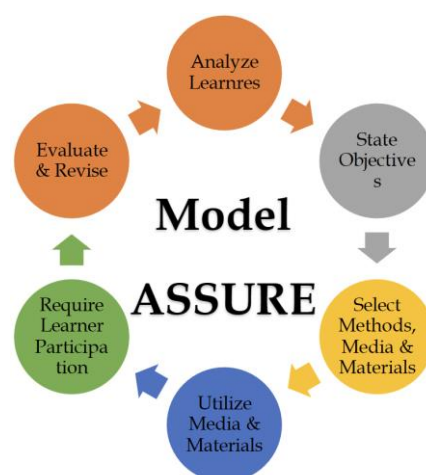 Analyze
Learnres
State
Objective
s
Select
Methods,
Media &
Materials
Utilize
Media &
Materials
Require
Learner
Participa
tion
Evaluate
& Revise
Model
ASSURE